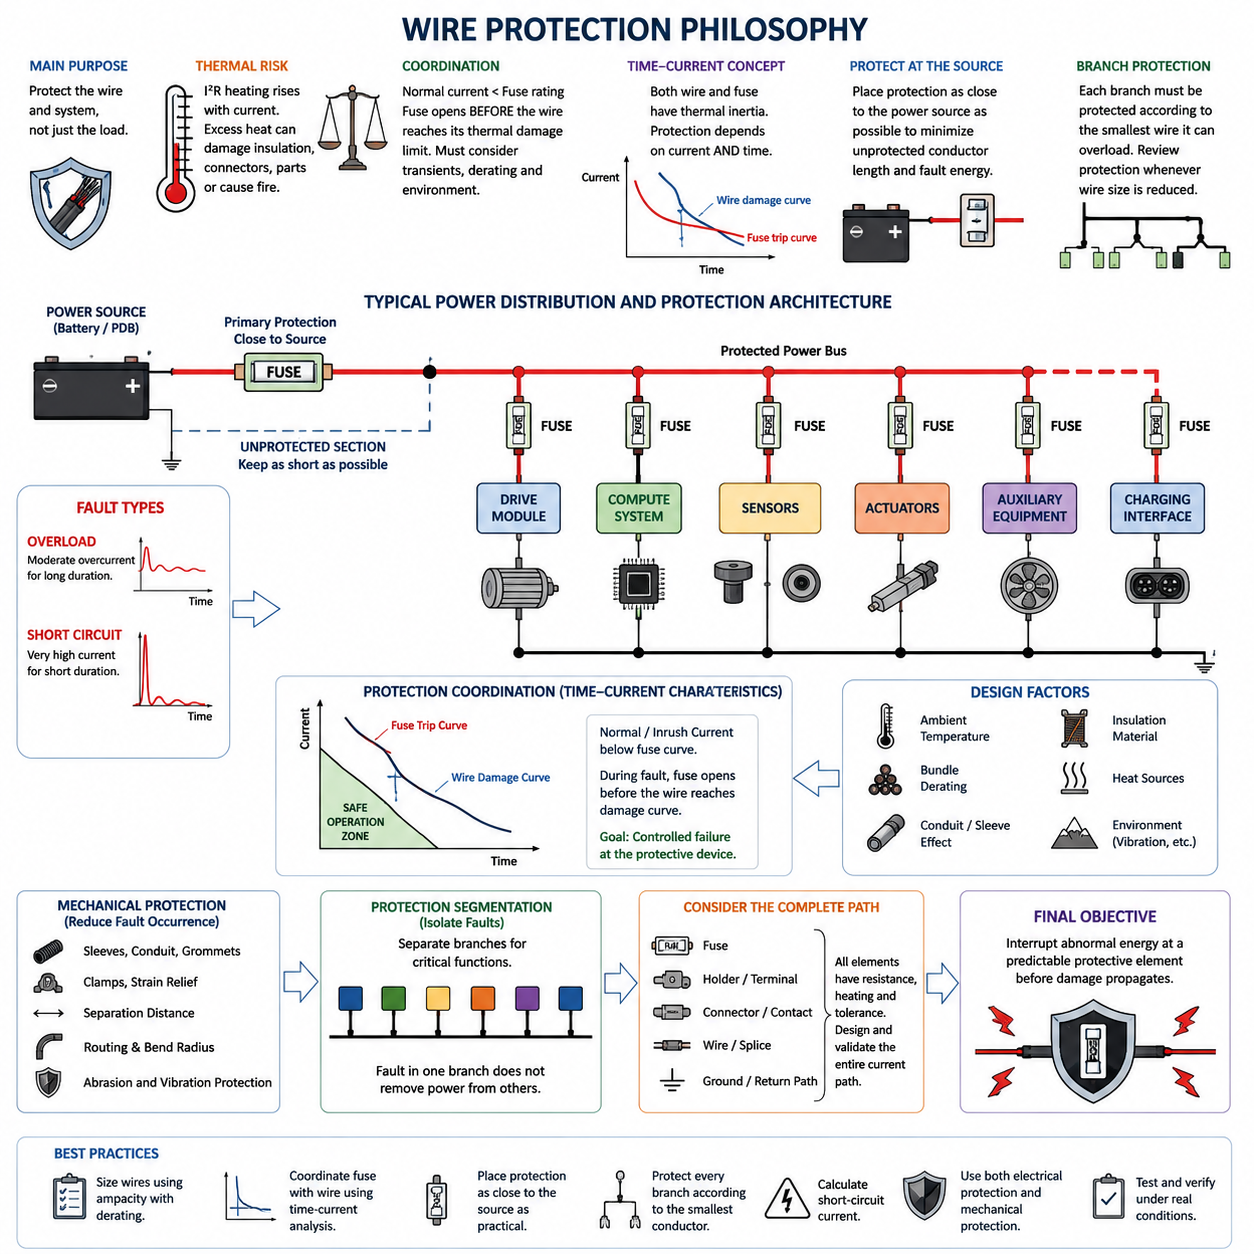 WIRE PROTECTION PHILOSOPHY
MAIN PURPOSE
Protect the wire
and system,
not just the load.
THERMAL RISK
I²R heating rises
with current.
Excess heat can
damage insulation,
connectors, parts
or cause fire.
COORDINATION
Normal current < Fuse rating
Fuse opens BEFORE the wire
reaches its thermal damage
limit. Must consider
transients, derating and
environment.
TIME–CURRENT CONCEPT
Both wire and fuse
have thermal inertia.
Protection depends
on current AND time.
Current
Wire damage curve
Fuse trip curve
Time
PROTECT AT THE SOURCE
Place protection as close
to the power source as
possible to minimize
unprotected conductor
length and fault energy.
BRANCH PROTECTION
Each branch must be
protected according to
the smallest wire it can
overload. Review
protection whenever
wire size is reduced.
TYPICAL POWER DISTRIBUTION AND PROTECTION ARCHITECTURE
POWER SOURCE
(Battery / PDB)
Primary Protection
Close to Source
FUSE
Protected Power Bus
UNPROTECTED SECTION
Keep as short as possible
FUSE
FUSE
FUSE
FUSE
FUSE
FUSE
DRIVE
MODULE
COMPUTE
SYSTEM
SENSORS
ACTUATORS
AUXILIARY
EQUIPMENT
CHARGING
INTERFACE
FAULT TYPES
OVERLOAD
Moderate overcurrent
for long duration.
Time
SHORT CIRCUIT
Very high current
for short duration.
Time
PROTECTION COORDINATION (TIME–CURRENT CHARATERISTICS)
Current
Fuse Trip Curve
Wire Damage Curve
SAFE
OPERATION
ZONE
Time
Normal / Inrush Current
below fuse curve.
During fault, fuse opens
before the wire reaches
damage curve.
Goal: Controlled failure
at the protective device.
DESIGN FACTORS
Ambient
Temperature
Insulation
Material
Bundle
Derating
Heat Sources
Conduit / Sleeve
Effect
Environment
(Vibration, etc.)
MECHANICAL PROTECTION
(Reduce Fault Occurrence)
Sleeves, Conduit, Grommets
Clamps, Strain Relief
Separation Distance
Routing & Bend Radius
Abrasion and Vibration Protection
PROTECTION SEGMENTATION
(Isolate Faults)
Separate branches for
critical functions.
Fault in one branch does not
remove power from others.
CONSIDER THE COMPLETE PATH
Fuse
Holder / Terminal
Connector / Contact
Wire / Splice
Ground / Return Path
All elements
have resistance,
heating and
tolerance.
Design and
validate the
entire current
path.
FINAL OBJECTIVE
Interrupt abnormal energy at a
predictable protective element
before damage propagates.
BEST PRACTICES
Size wires using
ampacity with
derating.
Coordinate fuse
with wire using
time-current
analysis.
Place protection
as close to the
source as
practical.
Protect every
branch according
to the smallest
conductor.
Calculate
short-circuit
current.
Use both electrical
protection and
mechanical
protection.
Test and verify
under real
conditions.